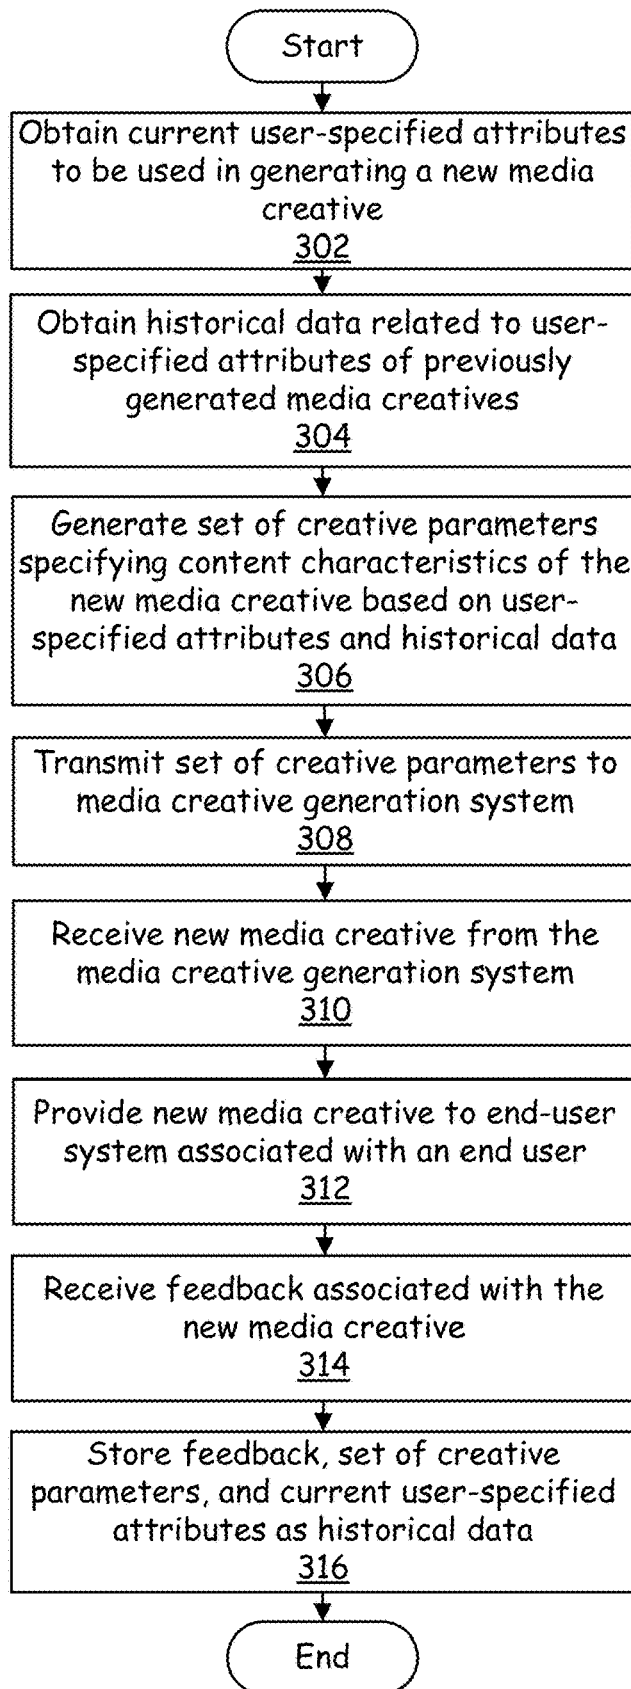 Start
Obtain current user-specified attributes
to be used in generating a new media
creative
302
Obtain historical data related to user-
specified attributes of previously
generated media creatives
304
Generate set of creative parameters
specifying content characteristics of the
new media creative based on user-
specified attributes and historical data
306
Transmit set of creative parameters to
media creative generation system
308
Receive new media creative from the
media creative generation system
310
Provide new media creative to end-user
system associated with an end user
312
Receive feedback associated with the
new media creative
314
Store feedback, set of creative
parameters, and current user-specified
attributes as historical data
316
End